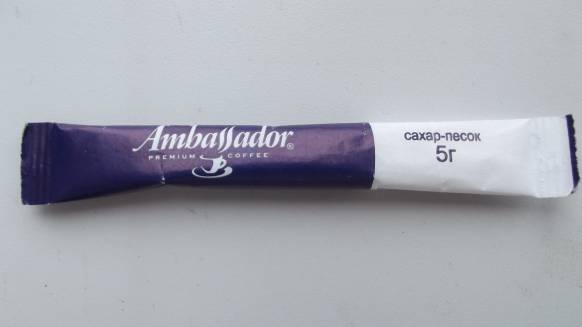 Ambassador®
PREMIUM COFFEE
сахар-песок
5г